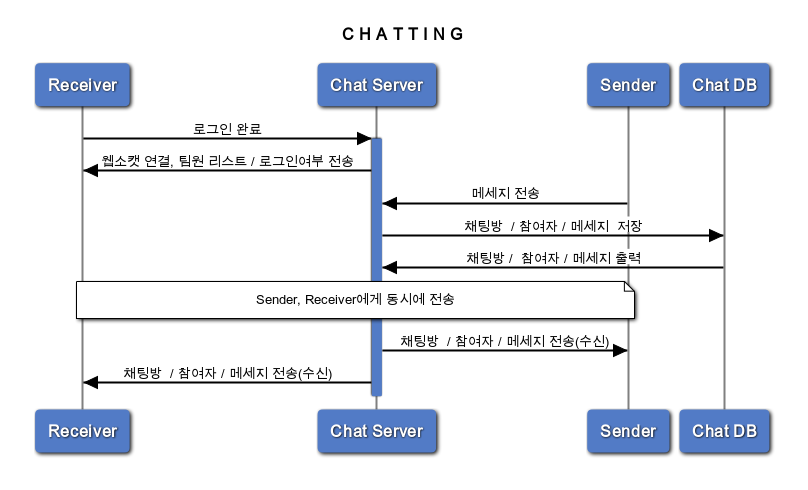 CHATTING
Receiver Chat Server Sender Chat DB
로그인 완료
웹소캣 연결, 팀원 리스트 / 로그인여부 전송
메세지 전송
채팅방 / 참여자 / 메세지 저장
채팅방 / 참여자 / 메세지 출력
Sender, Receiver에게 동시에 전송
채팅방 / 참여자 / 메세지 전송(수신)
채팅방 / 참여자 / 메세지 전송(수신)
Receiver Chat Server Sender Chat DB